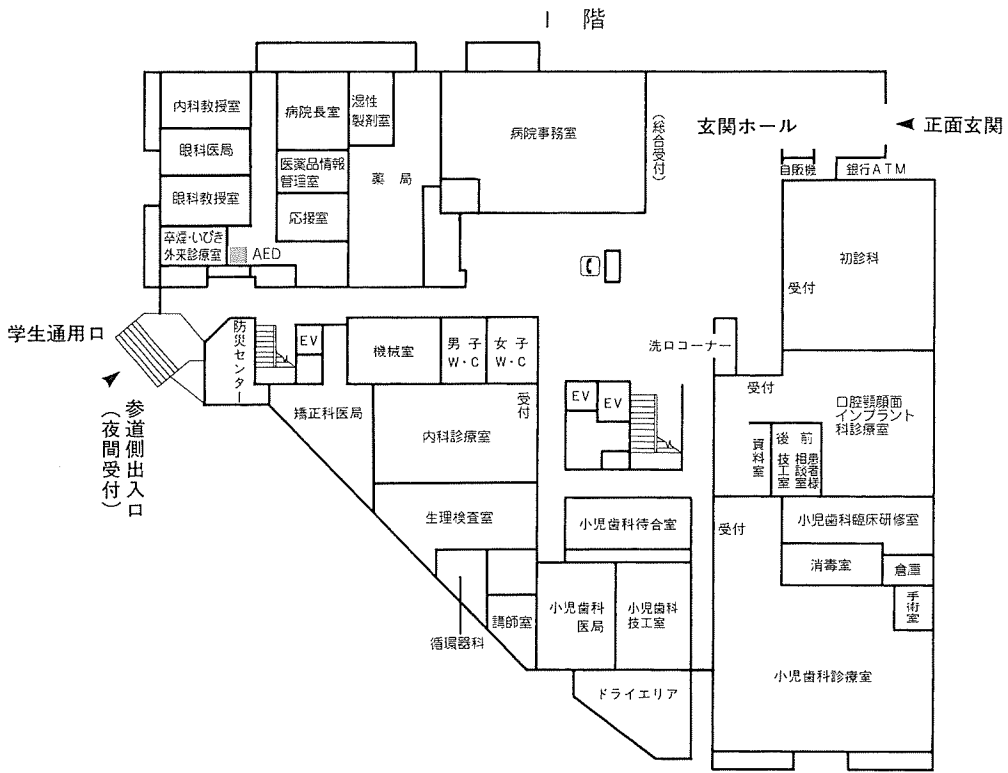 1 階
内科教授室
眼科医局
眼科教授室
卒煙・いびき
外来診療室
AED
病院長室
医薬品情報
管理室
応接室
湿性
製剤室
薬局
病院事務室
(総合受付)
玄関ホール
正面玄関
自販機
銀行ATM
初診科
受付
学生通用口
参道側出入口
(夜間受付)
防災センター
EV
機械室
男子
W・C
女子
W・C
洗口コーナー
受付
口腔顎顔面
インプラント
科診療室
資料室
後 技工室
前 患者様
相談室
矯正科医局
受付
内科診療室
EV
EV
生理検査室
循環器科
講師室
小児歯科待合室
小児歯科
医局
小児歯科
技工室
受付
小児歯科臨床研修室
消毒室
倉庫
手術室
小児歯科診療室
ドライエリア